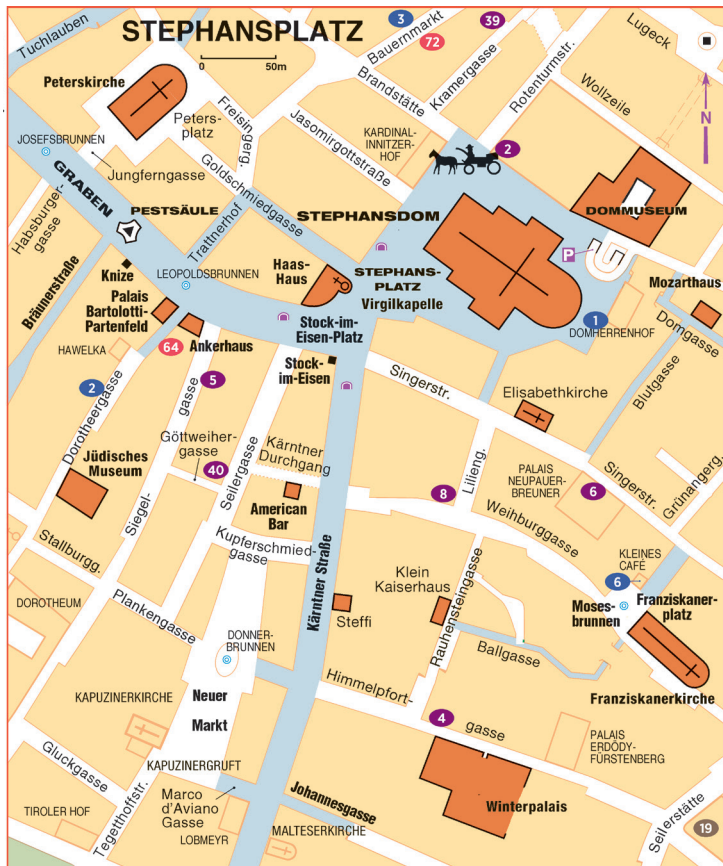 STEPHANSPLATZ
0
50m
Tuchlauben
3
Bauernmarkt
72
39
Kramergasse
Brandstätte
Rotenturmstr.
Lugeck
Wollzeile
N
Peterskirche
Peters-
platz
Freisingerg.
Jasomirgottstraße
KARDINAL-
INNITZER-
HOF
2
JOSEFSBRUNNEN
Jungferngasse
Goldschmiedgasse
GRABEN
Habsburger-
gasse
PESTSÄULE
Trattnerhof
STEPHANSDOM
DOMMUSEUM
P
Haas-
Haus
STEPHANS-
PLATZ
Virgilkapelle
Mozarthaus
Knize
LEOPOLDSBRUNNEN
Bräunerstraße
Palais
Bartolotti-
Partenfeld
Stock-im-
Eisen-Platz
1
DOMHERRENHOF
Domgasse
HAWELKA
64
Ankerhaus
Stock-
im-Eisen
Singerstr.
Elisabethkirche
Blutgasse
2
Dorotheergasse
5
gasse
Göttweiher-
gasse
40
Seilergasse
Kärntner
Durchgang
Jüdisches
Museum
Siegel-
American
Bar
8
Lilieng.
PALAIS
NEUPAUER-
BREUNER
6
Singerstr.
Grünangerg.
Weihburggasse
Stallburgg.
Kupferschmied-
gasse
Kärntner Straße
KLEINES
CAFÉ
6
Klein
Kaiserhaus
Rauhensteingasse
Steffl
Moses-
brunnen
Franziskaner-
platz
DOROTHEUM
Plankengasse
DONNER-
BRUNNEN
Ballgasse
Himmelpfort-
gasse
Franziskanerkirche
KAPUZINERKIRCHE
Neuer
Markt
4
PALAIS
ERDÖDY-
FÜRSTENBERG
Gluckgasse
KAPUZINERGRUFT
Marco
d'Aviano
Gasse
Johannesgasse
Winterpalais
Seilerstätte
19
TIROLER HOF
Tegetthoffstr.
LOBMEYR
MALTESERKIRCHE